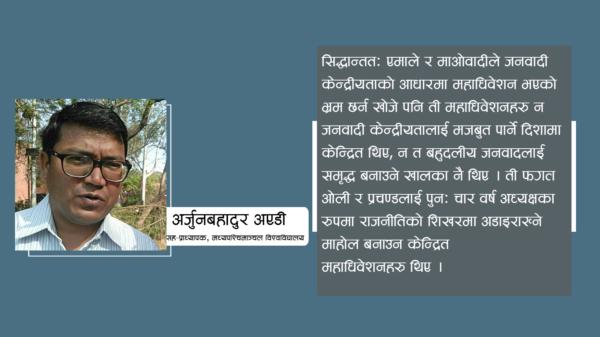 सिद्धान्ततः एमाले र माओवादीले जनवादी
केन्द्रीयताको आधारमा महाधिवेशन भएको
भ्रम छर्न खोजे पनि ती महाधिवेशनहरु न
जनवादी केन्द्रीयतालाई मजबुत पार्ने दिशामा
केन्द्रित थिए, न त बहुदलीय जनवादलाई
समृद्ध बनाउने खालका नै थिए ।  ती फगत
ओली र प्रचण्डलाई पुनः चार वर्ष अध्यक्षका
रुपमा राजनीतिको शिखरमा अडाइराख्ने
माहोल बनाउन केन्द्रित
महाधिवेशनहरु थिए ।
अर्जुनबहादुर अण्डी
सह-प्राध्यापक, मध्यपश्चिमाञ्चल विश्वविद्यालय